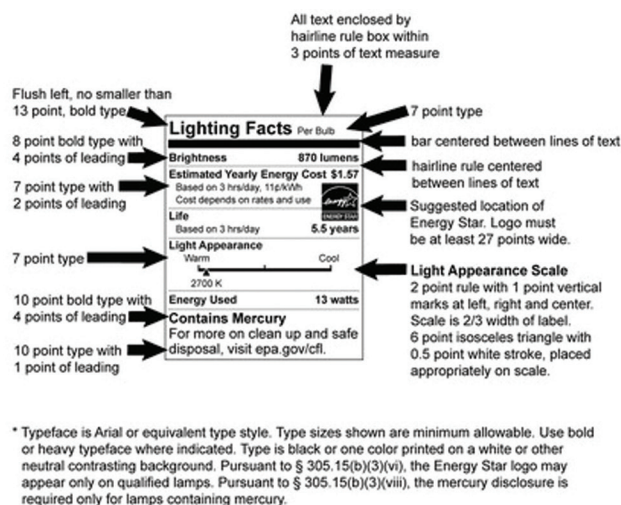 All text enclosed by
hairline rule box within
3 points of text measure
Flush left, no smaller than
13 point, bold type
7 point type
8 point bold type with
4 points of leading
bar centered between lines of text
hairline rule centered
between lines of text
7 point type with
2 points of leading
Suggested location of
Energy Star. Logo must
be at least 27 points wide.
7 point type
Light Appearance Scale
2 point rule with 1 point vertical
marks at left, right and center.
Scale is 2/3 width of label.
6 point isosceles triangle with
0.5 point white stroke, placed
appropriately on scale.
10 point bold type with
4 points of leading
10 point type with
1 point of leading
Lighting Facts Per Bulb
Brightness 870 lumens
Estimated Yearly Energy Cost $1.57
Based on 3 hrs/day, 11¢/kWh
Cost depends on rates and use
energy
ENERGY STAR
Life
Based on 3 hrs/day 5.5 years
Light Appearance
Warm Cool
2700 K
Energy Used 13 watts
Contains Mercury
For more on clean up and safe
disposal, visit epa.gov/cfl.
* Typeface is Arial or equivalent type style. Type sizes shown are minimum allowable. Use bold
or heavy typeface where indicated. Type is black or one color printed on a white or other
neutral contrasting background. Pursuant to § 305.15(b)(3)(vi), the Energy Star logo may
appear only on qualified lamps. Pursuant to § 305.15(b)(3)(viii), the mercury disclosure is
required only for lamps containing mercury.